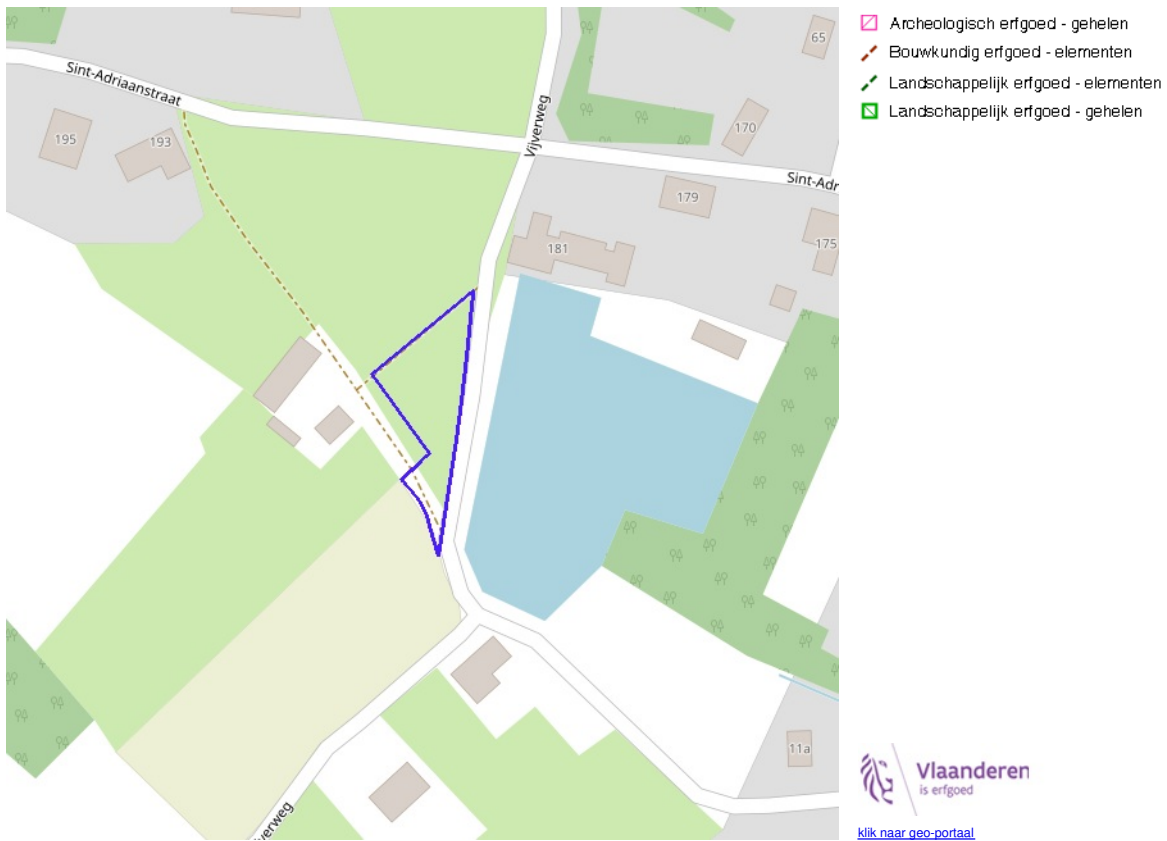 Sint-Adriaanstraat
195
193
Vijverweg
65
170
Sint-Adr
179
181
175
11a
verweg
Archeologisch erfgoed - gehelen
Bouwkundig erfgoed - elementen
Landschappelijk erfgoed - elementen
Landschappelijk erfgoed - gehelen
Vlaanderen
is erfgoed
klik naar geo-portaal